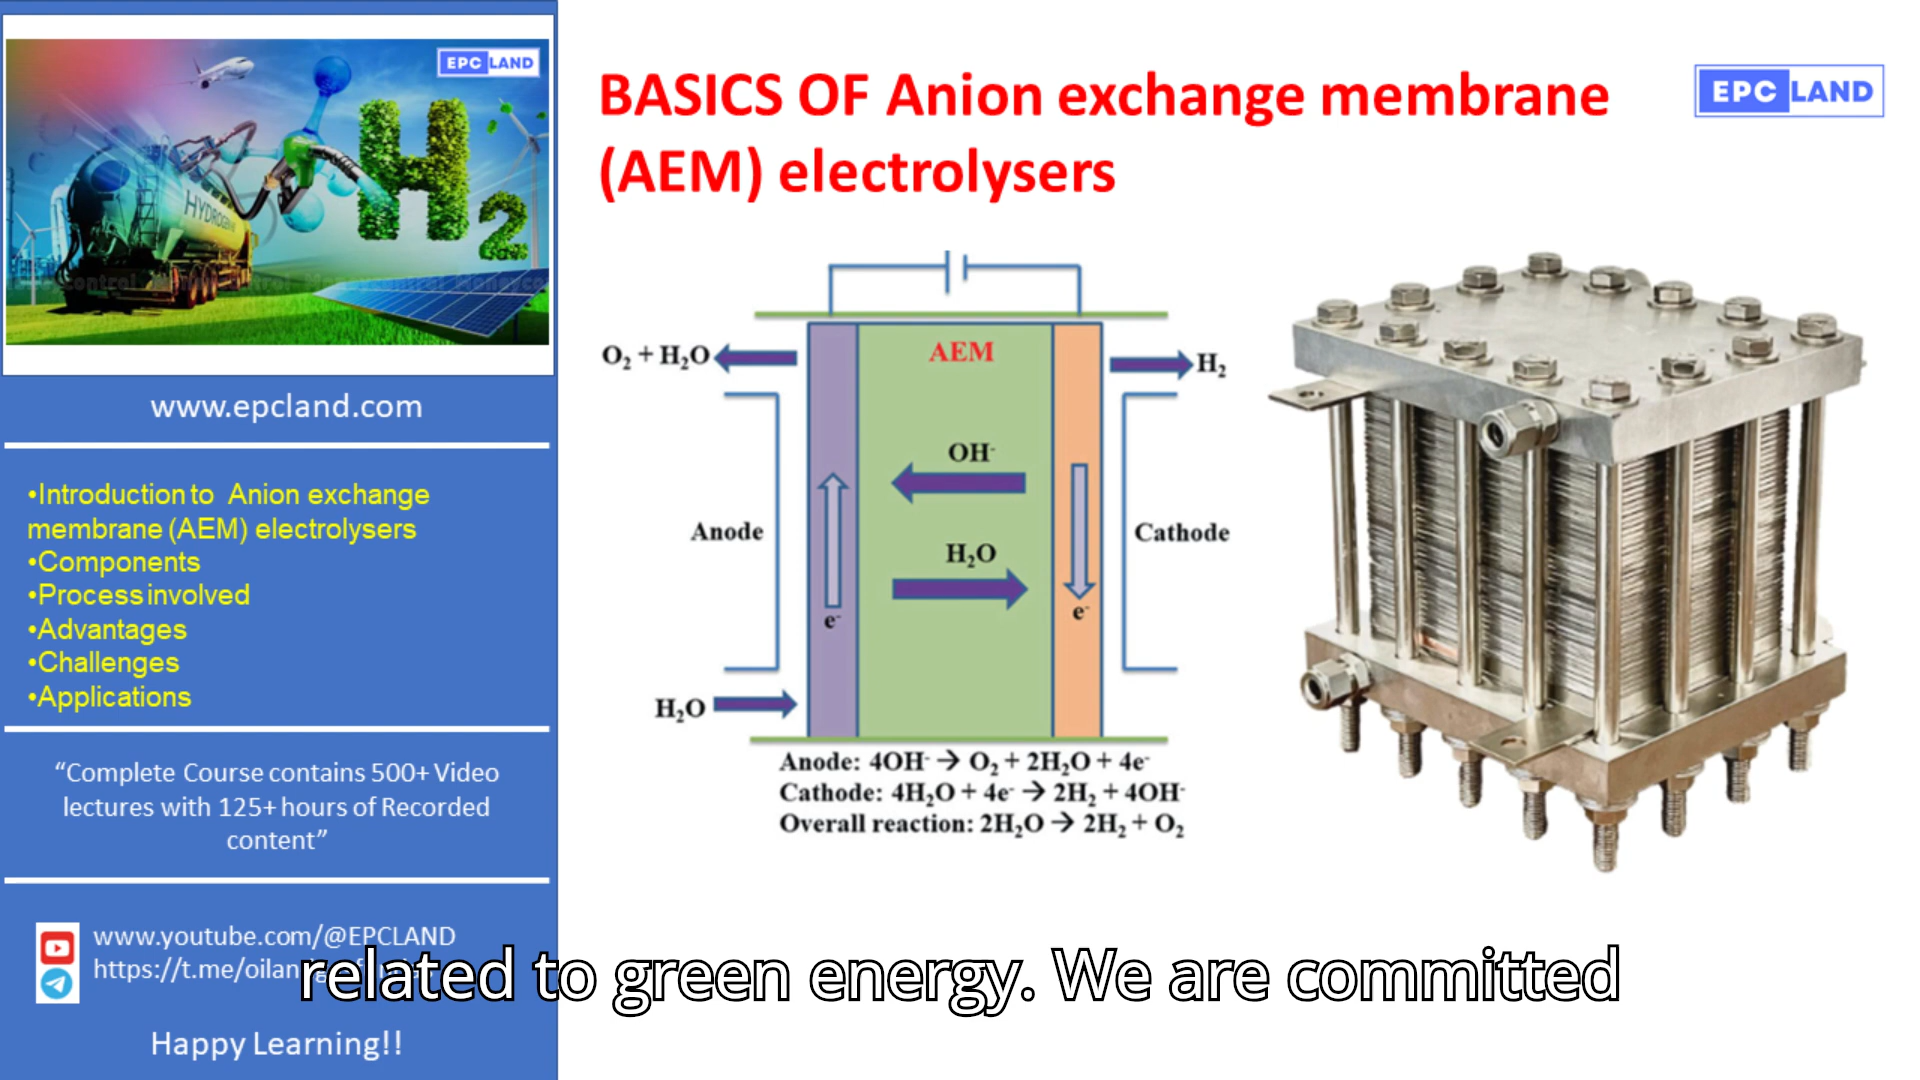 EPC LAND
HYDROGEN
H2
www.epcland.com
•Introduction to Anion exchange
membrane (AEM) electrolysers
•Components
•Process involved
•Advantages
•Challenges
•Applications
“Complete Course contains 500+ Video
lectures with 125+ hours of Recorded
content”
www.youtube.com/@EPCLAND
Happy Learning!!
BASICS OF Anion exchange membrane
(AEM) electrolysers
EPC LAND
O₂ + H₂O
AEM
H₂
OH⁻
Anode
H₂O
Cathode
e⁻
e⁻
H₂O
Anode: 4OH⁻ → O₂ + 2H₂O + 4e⁻
Cathode: 4H₂O + 4e⁻ → 2H₂ + 4OH⁻
Overall reaction: 2H₂O → 2H₂ + O₂
related to green energy. We are committed